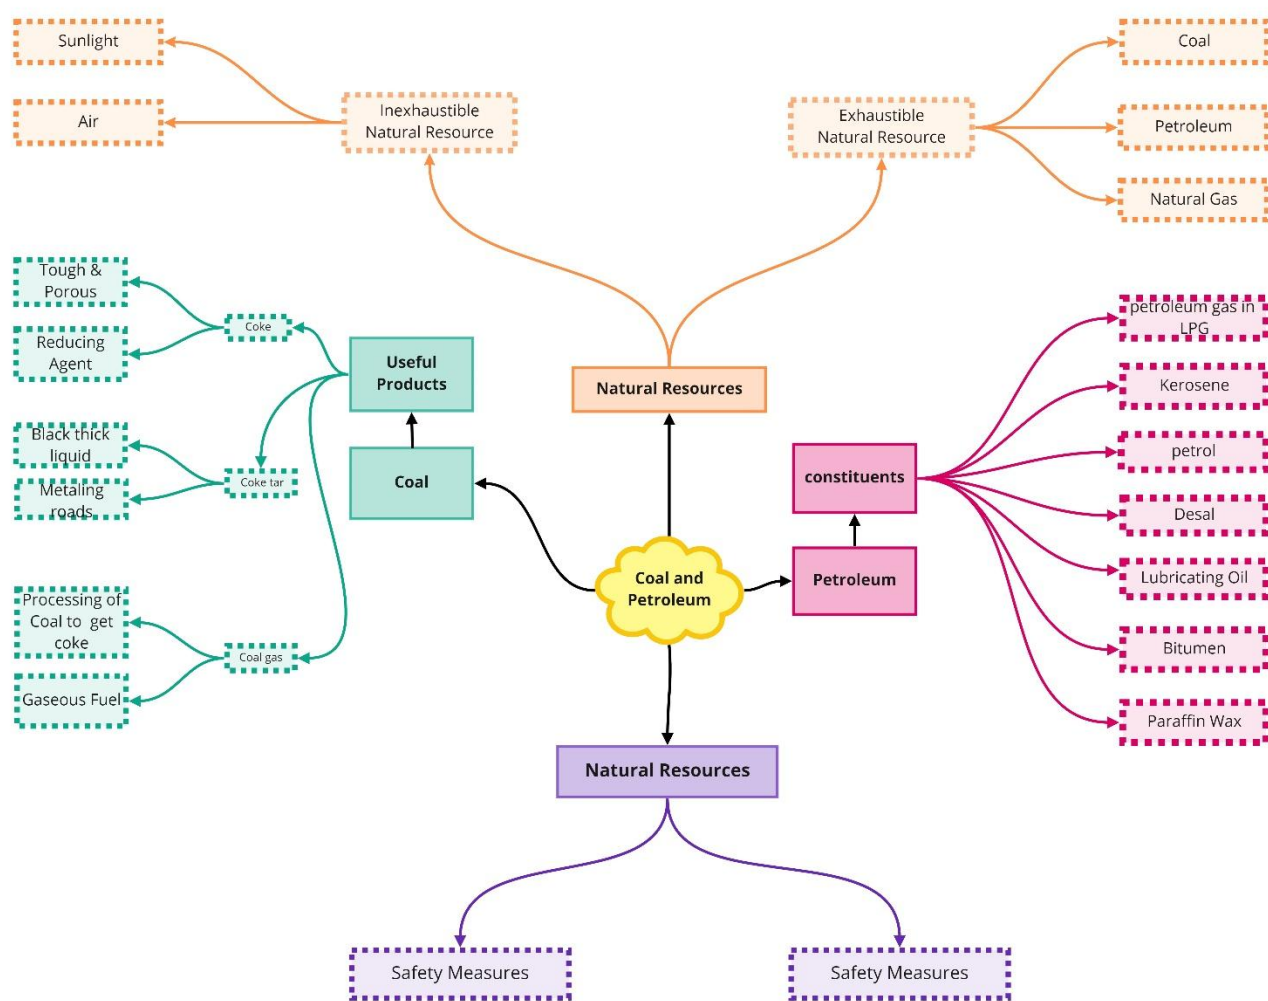 Sunlight
Air
Inexhaustible
Natural Resource
Exhaustible
Natural Resource
Coal
Petroleum
Natural Gas
Tough &
Porous
Reducing
Agent
Coke
Useful
Products
Natural Resources
petroleum gas in
LPG
Kerosene
petrol
Desal
Lubricating Oil
Bitumen
Paraffin Wax
constituents
Petroleum
Black thick
liquid
Metaling
roads
Coke tar
Coal
Coal and
Petroleum
Processing of
Coal to get
coke
Gaseous Fuel
Coal gas
Natural Resources
Safety Measures
Safety Measures